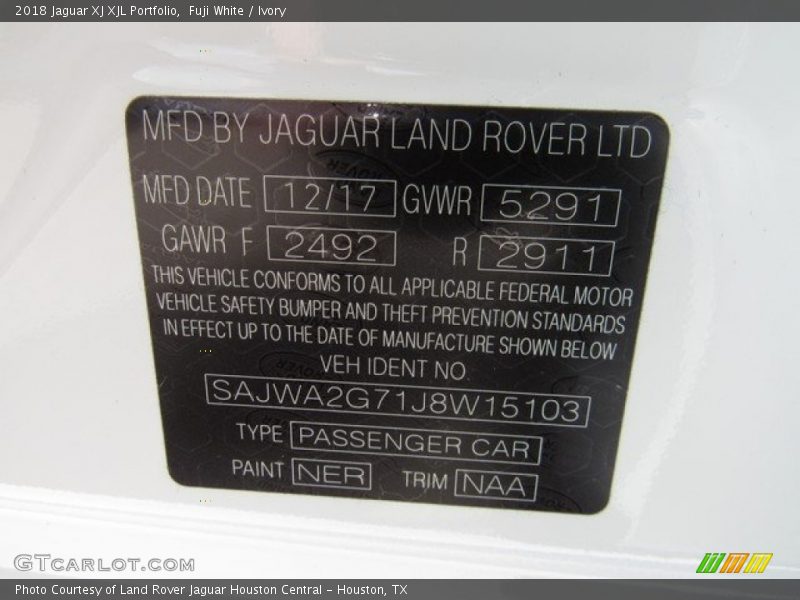 2018 Jaguar XJ XJL Portfolio, Fuji White / Ivory
MFD BY JAGUAR LAND ROVER LTD
MFD DATE 12/17 GVWR 5291
GAWR F 2492 R 2911
THIS VEHICLE CONFORMS TO ALL APPLICABLE FEDERAL MOTOR
VEHICLE SAFETY BUMPER AND THEFT PREVENTION STANDARDS
IN EFFECT UP TO THE DATE OF MANUFACTURE SHOWN BELOW
VEH IDENT NO.
SAJWA2G71J8W15103
TYPE PASSENGER CAR
PAINT NER TRIM NAA
GTCARLOT.COM
Photo Courtesy of Land Rover Jaguar Houston Central - Houston, TX